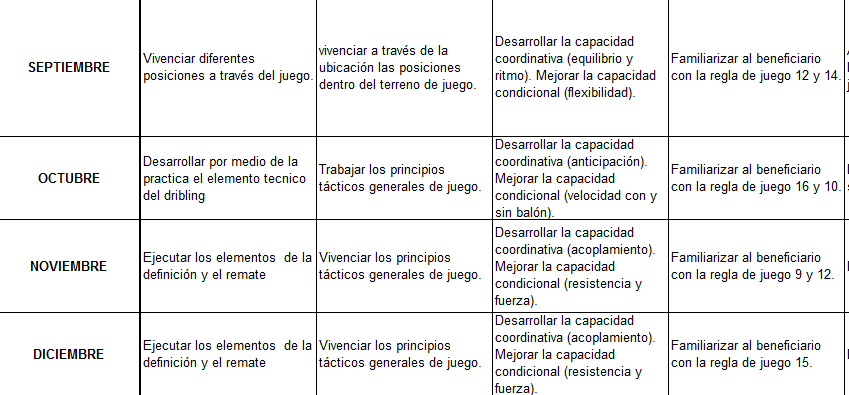 SEPTIEMBRE
Vivenciar diferentes
posiciones a través del juego.
vivenciar a través de la
ubicación las posiciones
dentro del terreno de juego.
Desarrollar la capacidad
coordinativa (equilibrio y
ritmo). Mejorar la capacidad
condicional (flexibilidad).
Familiarizar al beneficiario
con la regla de juego 12 y 14.
OCTUBRE
Desarrollar por medio de la
practica el elemento tecnico
del dribling
Trabajar los principios
tácticos generales de juego.
Desarrollar la capacidad
coordinativa (anticipación).
Mejorar la capacidad
condicional (velocidad con y
sin balón).
Familiarizar al beneficiario
con la regla de juego 16 y 10.
NOVIEMBRE
Ejecutar los elementos de la
definición y el remate
Vivenciar los principios
tácticos generales de juego.
Desarrollar la capacidad
coordinativa (acoplamiento).
Mejorar la capacidad
condicional (resistencia y
fuerza).
Familiarizar al beneficiario
con la regla de juego 9 y 12.
DICIEMBRE
Ejecutar los elementos de la
definición y el remate
Vivenciar los principios
tácticos generales de juego.
Desarrollar la capacidad
coordinativa (acoplamiento).
Mejorar la capacidad
condicional (resistencia y
fuerza).
Familiarizar al beneficiario
con la regla de juego 15.